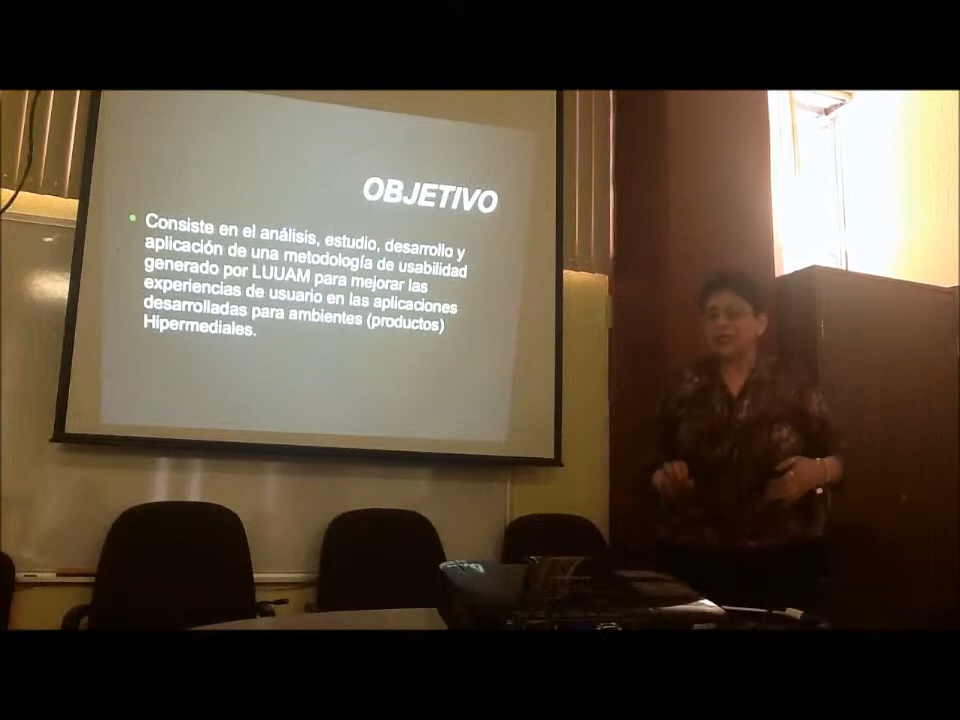 OBJETIVO
Consiste en el análisis, estudio, desarrollo y
aplicación de una metodología de usabilidad
generado por LUUAM para mejorar las
experiencias de usuario en las aplicaciones
desarrolladas para ambientes (productos)
Hipermediales.